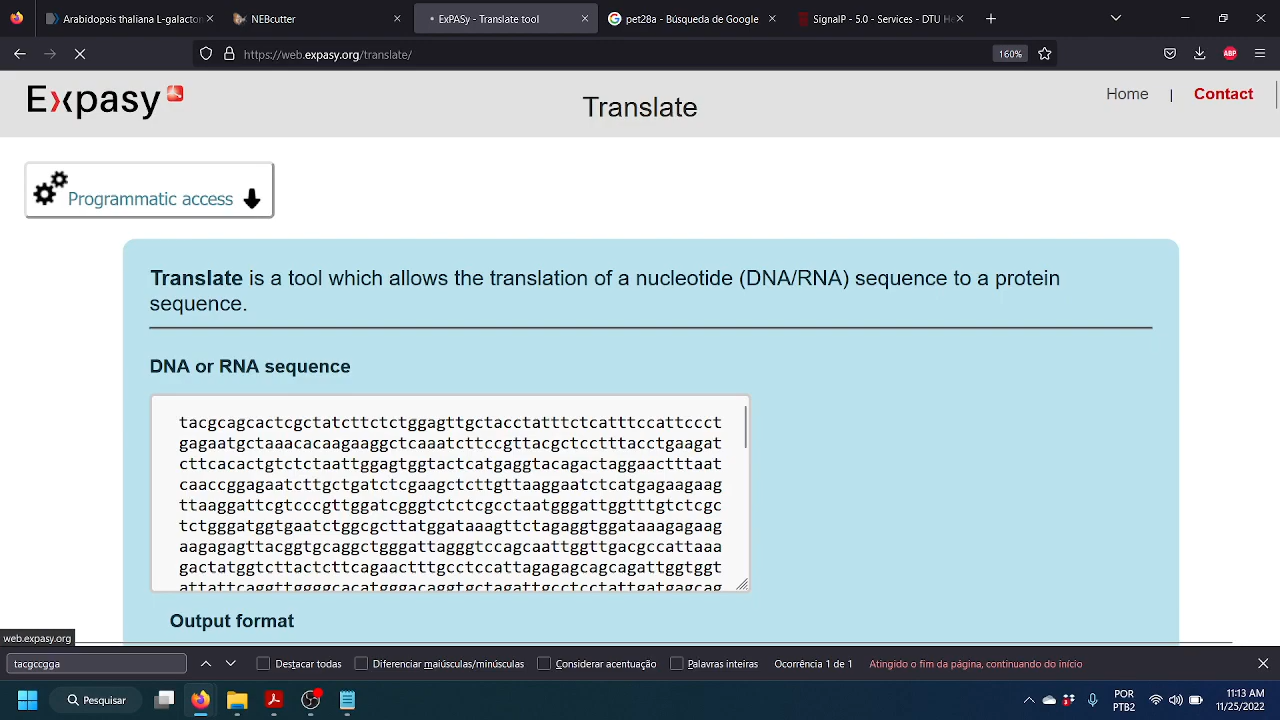 Arabidopsis thaliana L-galactor
NEBcutter
ExPASy - Translate tool
pet28a - Búsqueda de Google
SignalP - 5.0 - Services - DTU H
https://web.expasy.org/translate/
160%
ABP
Expasy
Translate
Home | Contact
Programmatic access
Translate is a tool which allows the translation of a nucleotide (DNA/RNA) sequence to a protein
sequence.
DNA or RNA sequence
tacgcagcactcgctatcttctctggagttgctacctatttctcatttccattccct
gagaatgctaaacacaagaaggctcaaatcttccgttacgctcctttacctgaagat
cttcacactgtctctaattggagtggtactcatgaggtacagactaggaactttaat
caaccggagaatcttgctgatctcgaagctcttgttaaggaatctcatgagaagaag
ttaaggattcgtcccgttggatcgggtctctcgcctaatgggattggtttgtctcgc
tctgggatggtgaatctggcgcttatggataaagttctagaggtggataaagagaag
aagagagttacggtgcaggctgggattagggtccagcaattggttgacgccattaaa
gactatggtcttactcttcagaactttgcctccattagagagcagcagattggtggt
attattcaggttggggcacatgggacaggtgctagattgcctcctattgatgagcag
Output format
web.expasy.org
tacgccgga
Destacar todas
Diferenciar maiúsculas/minúsculas
Considerar acentuação
Palavras inteiras
Ocorrência 1 de 1
Atingido o fim da página, continuando do início
Pesquisar
POR
PTB2
11:13 AM
11/25/2022